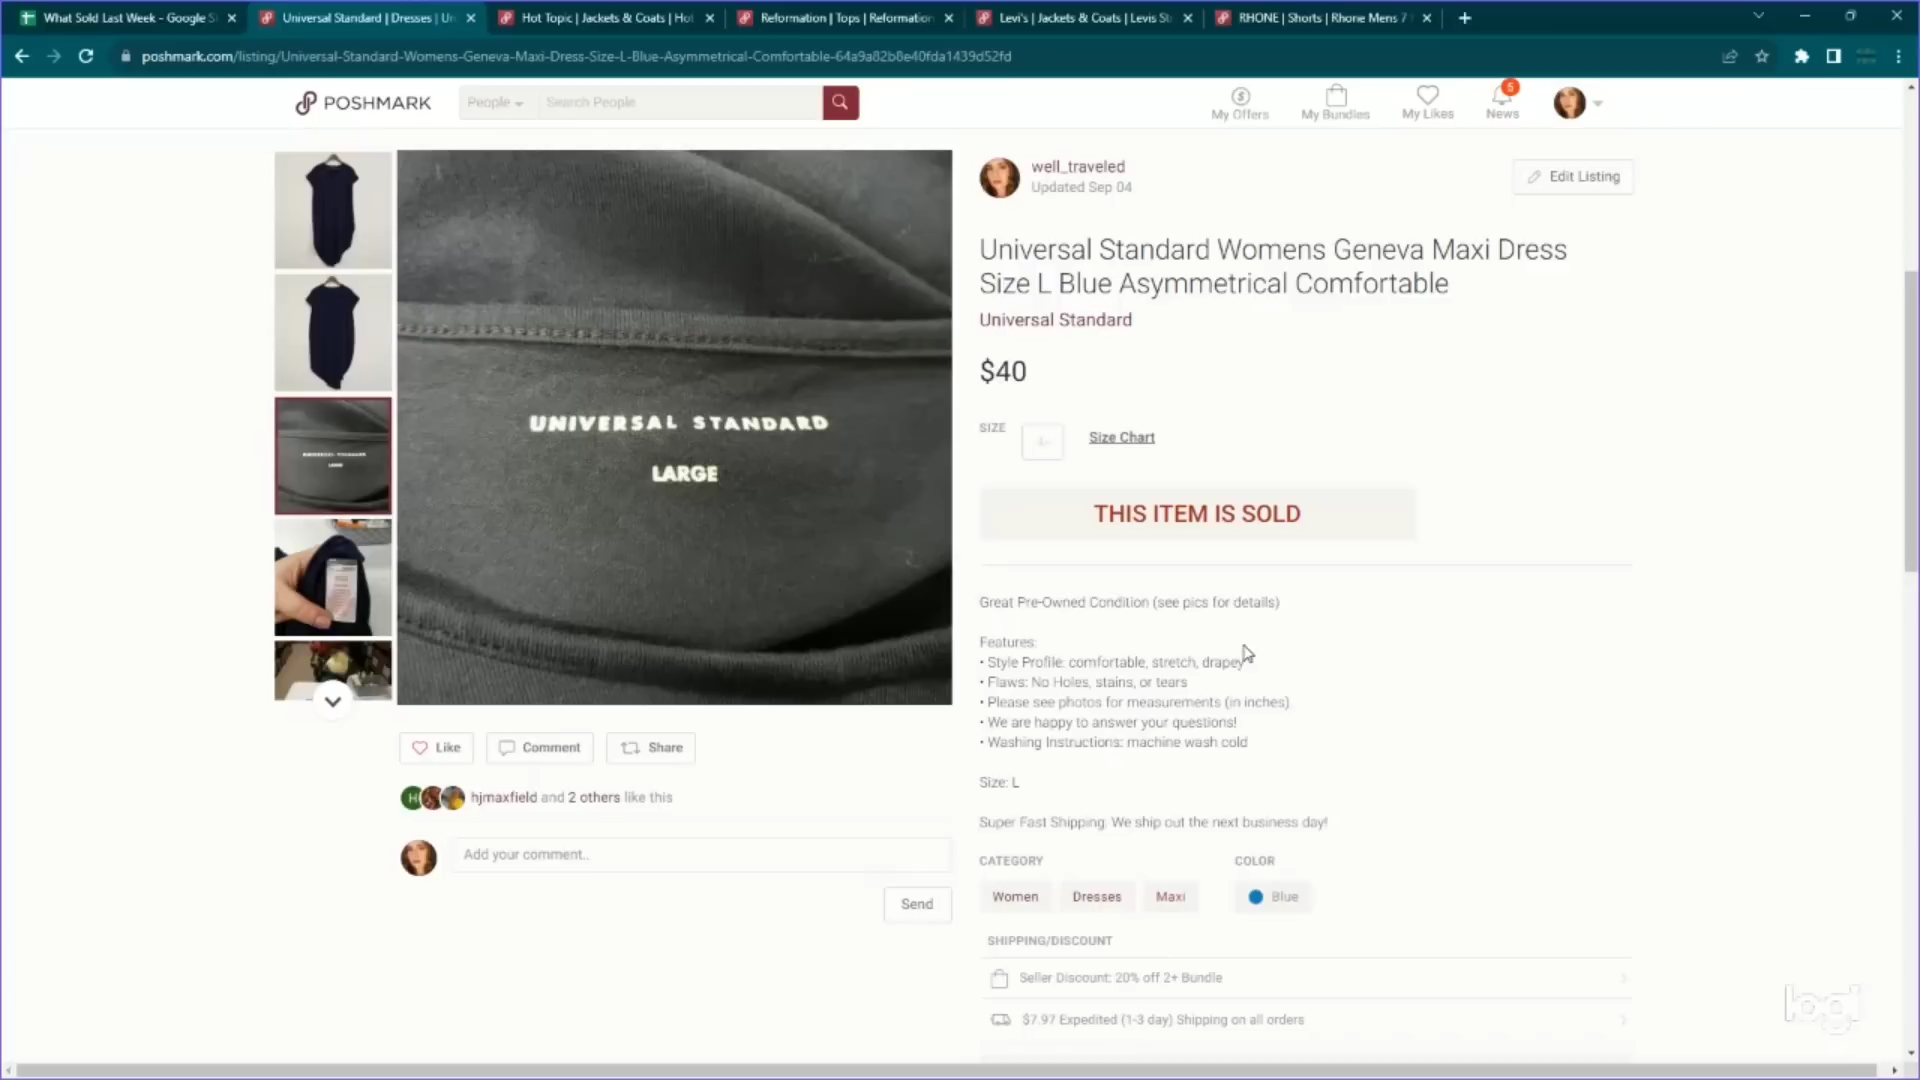 What Sold Last Week - Google S
Universal Standard | Dresses | Un
Hot Topic | Jackets & Coats | Hot
Reformation | Tops | Reformation
Levi's | Jackets & Coats | Levis St
RHONE | Shorts | Rhone Mens 7
poshmark.com/listing/Universal-Standard-Womens-Geneva-Maxi-Dress-Size-L-Blue-Asymmetrical-Comfortable-64a9a82b8e40fda1439d52fd
POSHMARK
People
Search People
My Offers
My Bundles
My Likes
5
News
well_traveled
Updated Sep 04
Edit Listing
Universal Standard Womens Geneva Maxi Dress
Size L Blue Asymmetrical Comfortable
Universal Standard
$40
SIZE
Size Chart
THIS ITEM IS SOLD
UNIVERSAL STANDARD
LARGE
Great Pre-Owned Condition (see pics for details)
Features:
• Style Profile: comfortable, stretch, drapey
• Flaws: No Holes, stains, or tears
• Please see photos for measurements (in inches)
• We are happy to answer your questions!
• Washing Instructions: machine wash cold
Size: L
Super Fast Shipping. We ship out the next business day!
Like
Comment
Share
H
hjmaxfield and 2 others like this
Add your comment..
Send
CATEGORY
COLOR
Women
Dresses
Maxi
Blue
SHIPPING/DISCOUNT
Seller Discount: 20% off 2+ Bundle
$7.97 Expedited (1-3 day) Shipping on all orders
logi